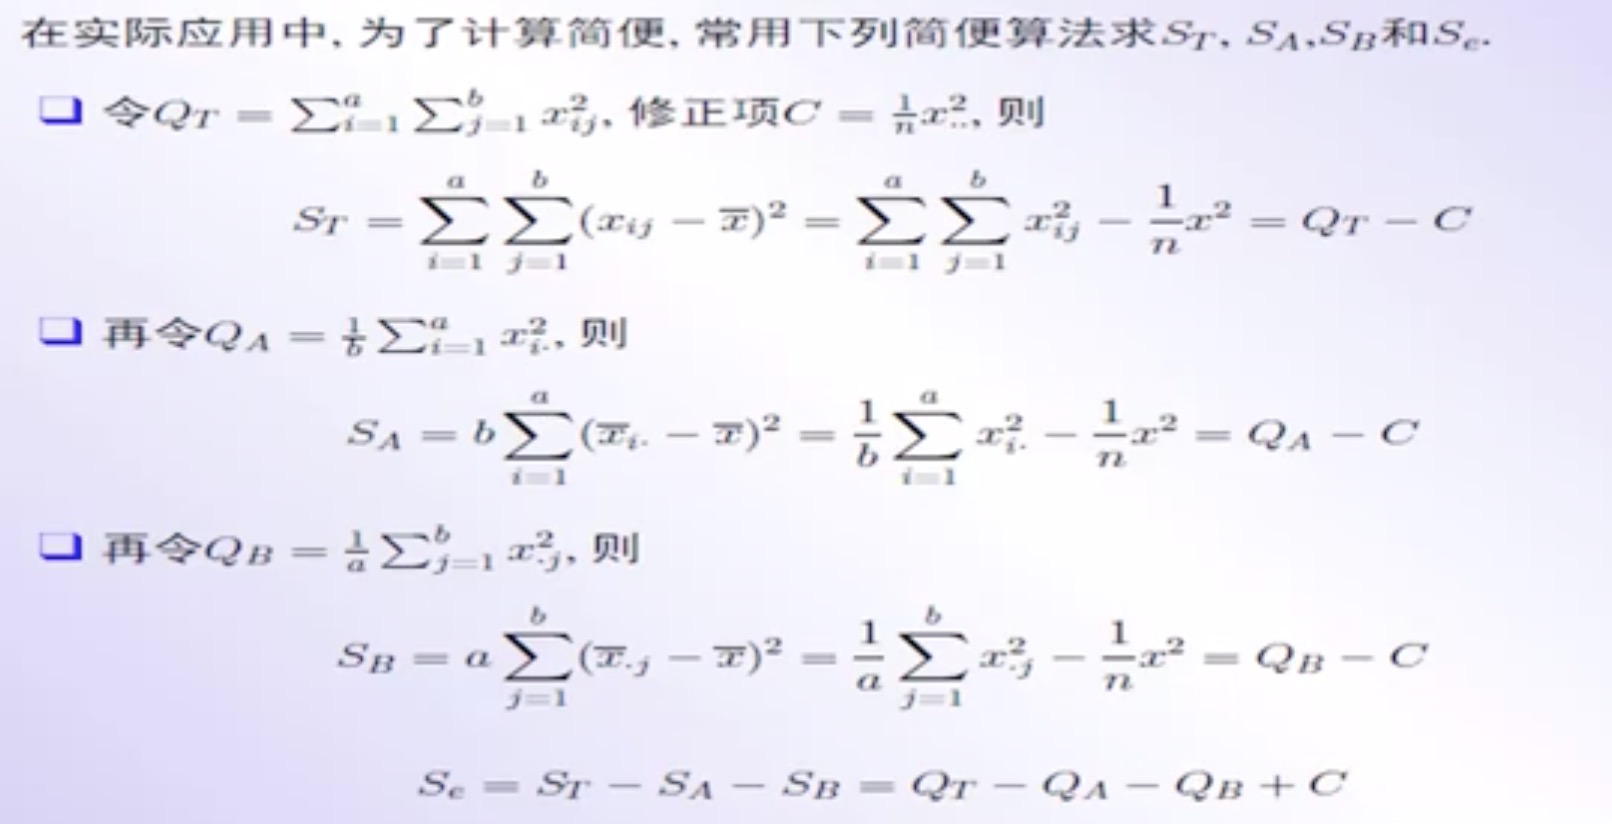 在实际应用中, 为了计算简便, 常用下列简便算法求$S_T$, $S_A$,$S_B$和$S_e$.
❑ 令$Q_T = \sum_{i=1}^{a} \sum_{j=1}^{b} x_{ij}^2$, 修正项$C = \frac{1}{n}x_{..}^2$, 则
$S_T = \sum_{i=1}^{a} \sum_{j=1}^{b} (x_{ij} - \overline{x})^2 = \sum_{i=1}^{a} \sum_{j=1}^{b} x_{ij}^2 - \frac{1}{n}x^2 = Q_T - C$
❑ 再令$Q_A = \frac{1}{b} \sum_{i=1}^{a} x_{i\cdot}^2$, 则
$S_A = b \sum_{i=1}^{a} (\overline{x}_{i\cdot} - \overline{x})^2 = \frac{1}{b} \sum_{i=1}^{a} x_{i\cdot}^2 - \frac{1}{n}x^2 = Q_A - C$
❑ 再令$Q_B = \frac{1}{a} \sum_{j=1}^{b} x_{\cdot j}^2$, 则
$S_B = a \sum_{j=1}^{b} (\overline{x}_{\cdot j} - \overline{x})^2 = \frac{1}{a} \sum_{j=1}^{b} x_{\cdot j}^2 - \frac{1}{n}x^2 = Q_B - C$
$S_e = S_T - S_A - S_B = Q_T - Q_A - Q_B + C$